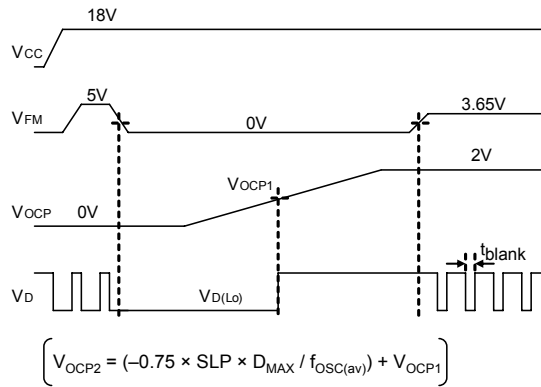 18V
VCC
5V
3.65V
VFM
0V
2V
VOCP1
VOCP
0V
tblank
VD
VD(Lo)
VOCP2 = (–0.75 × SLP × DMAX / fOSC(av)) + VOCP1